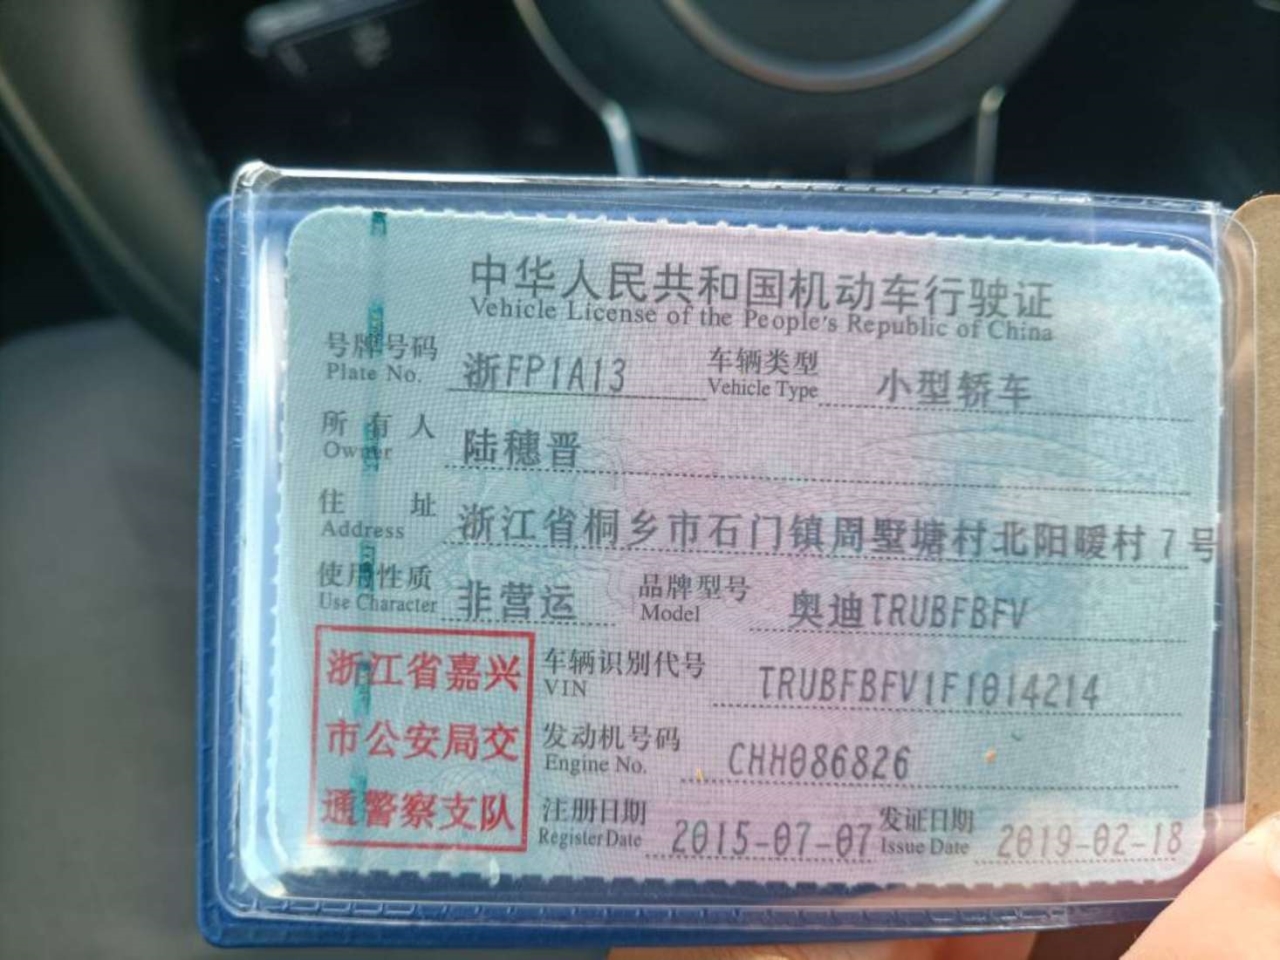 中华人民共和国机动车行驶证
Vehicle License of the People's Republic of China
号牌号码 浙FP1A13 车辆类型 小型轿车
Plate No. Vehicle Type
所有人 陆穗晋
Owner
住址 浙江省桐乡市石门镇周墅塘村北阳暖村7号
Address
使用性质 非营运 品牌型号 奥迪TRUBFBFV
Use Character Model
浙江省嘉兴
市公安局交
通警察支队
车辆识别代号 TRUBFBFV1F1014214
VIN
发动机号码 CHH086826
Engine No.
注册日期 2015-07-07 发证日期 2019-02-18
Register Date Issue Date